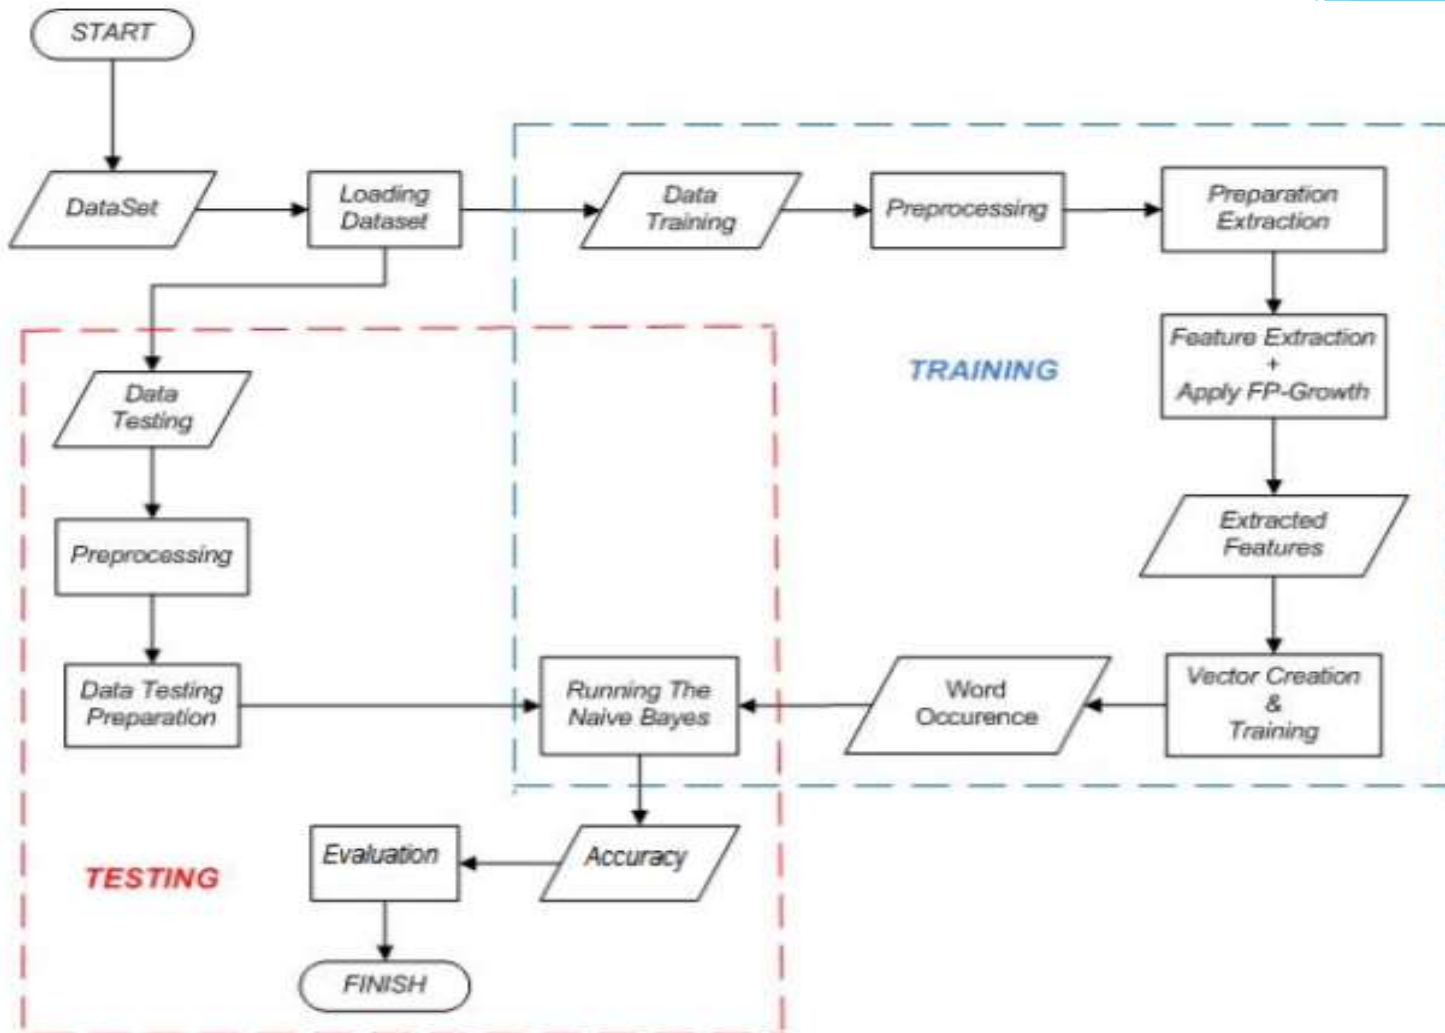 START
DataSet
Loading
Dataset
Data
Training
Preprocessing
Preparation
Extraction
Feature Extraction
+
Apply FP-Growth
TRAINING
Extracted
Features
Vector Creation
&
Training
Word
Occurence
Data
Testing
Preprocessing
Data Testing
Preparation
Running The
Naive Bayes
Accuracy
Evaluation
TESTING
FINISH